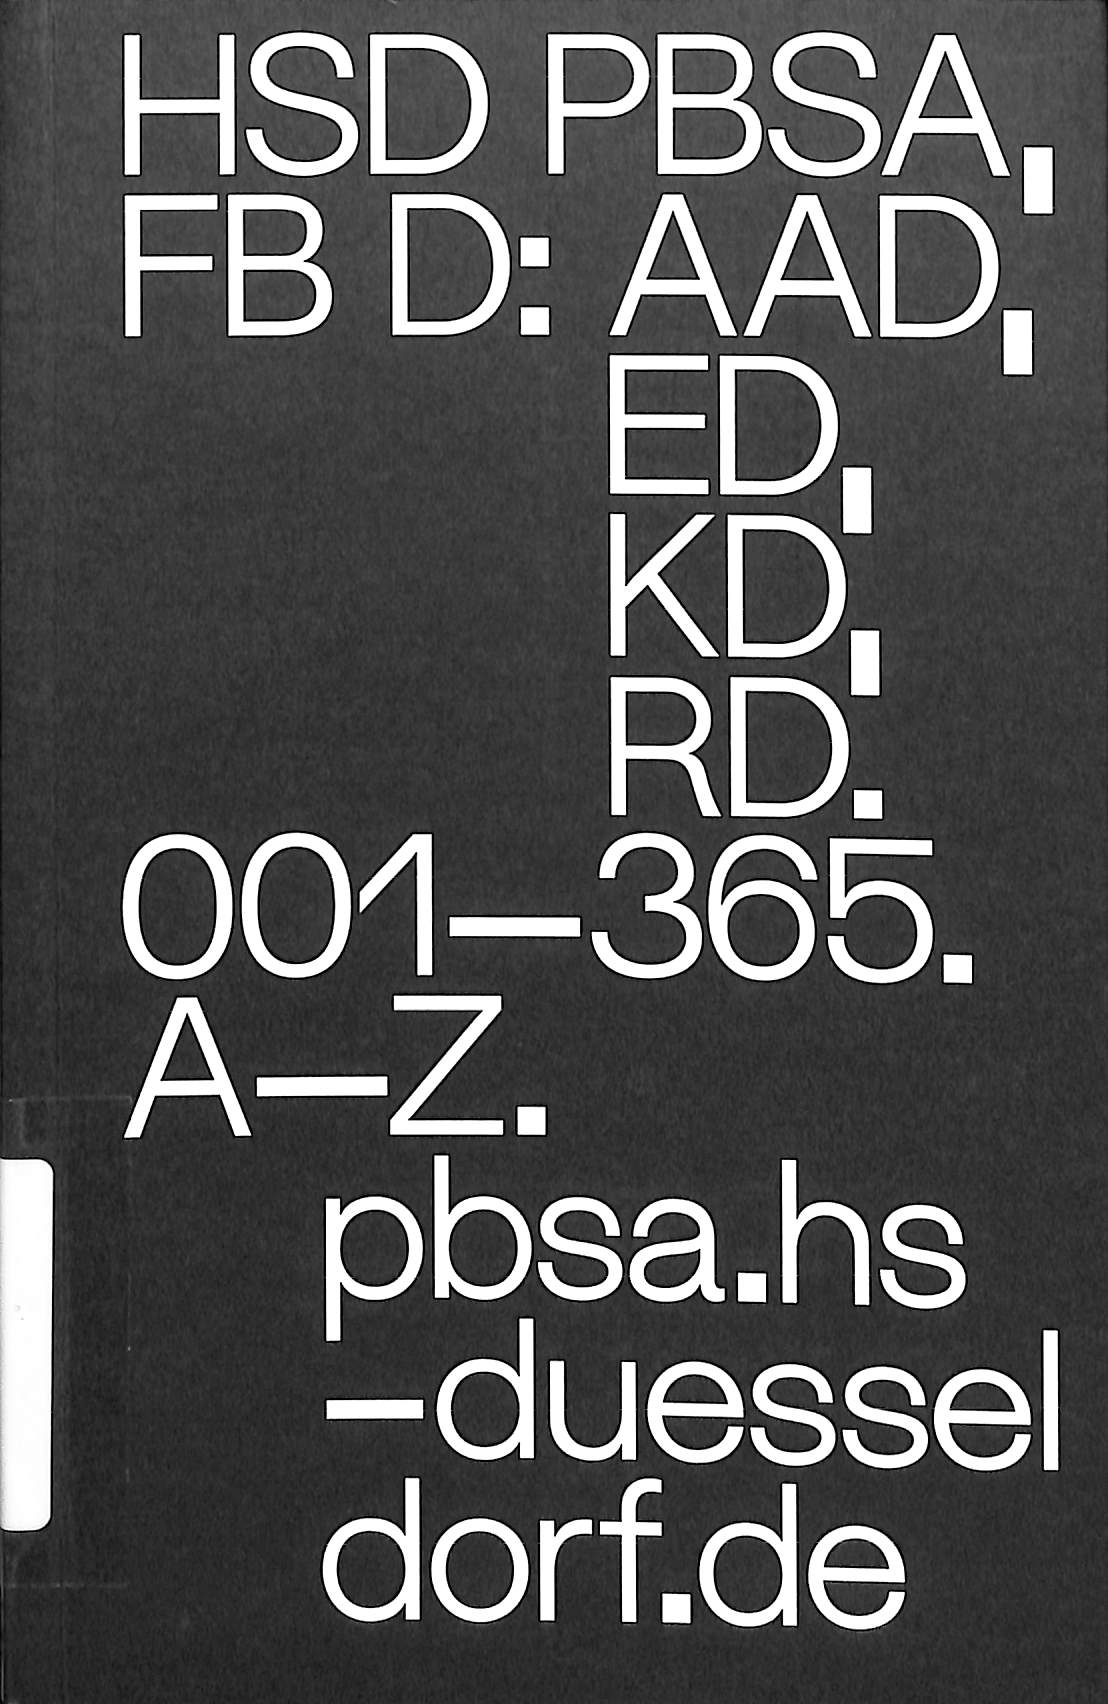 HSD PBSA,
FB D: AAD,
ED,
KD,
RD.
001–365.
A–Z.
pbsa.hs
-duessel
dorf.de